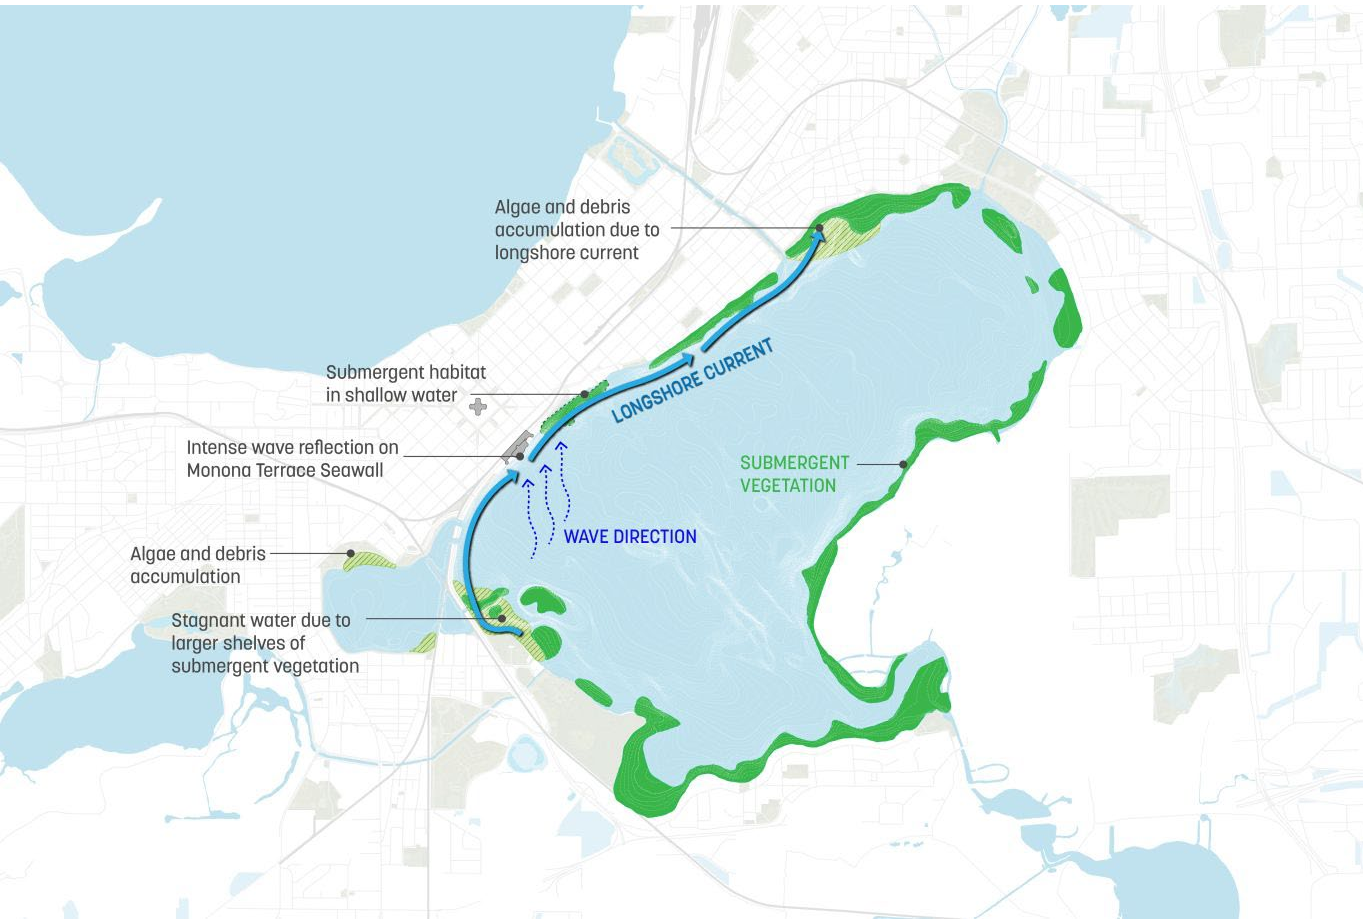 Algae and debris
accumulation due to
longshore current
Submergent habitat
in shallow water
LONGSHORE CURRENT
Intense wave reflection on
Monona Terrace Seawall
SUBMERGENT
VEGETATION
WAVE DIRECTION
Algae and debris
accumulation
Stagnant water due to
larger shelves of
submergent vegetation